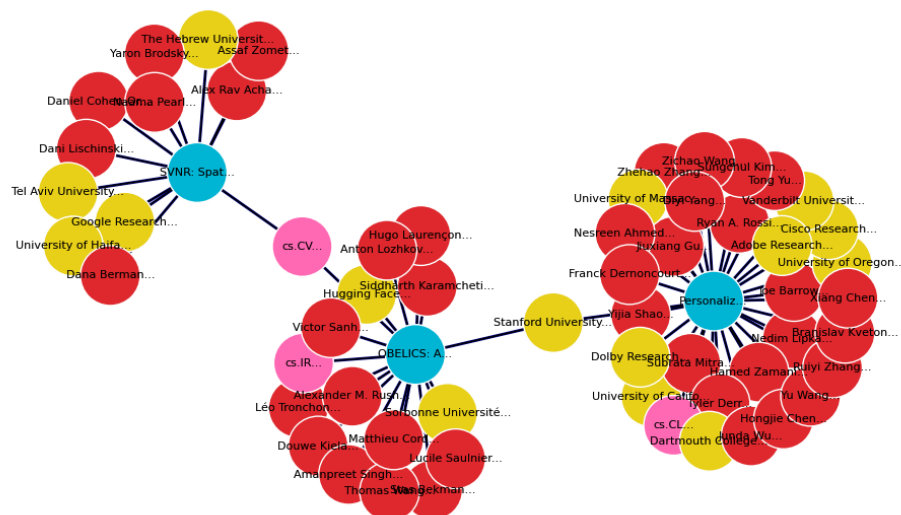 The Hebrew Universit...
Yaron Brodsky...
Assaf Zomet...
Alex Rav Acha...
Daniel Cohen
Naama Pearl...
Dani Lischinski...
SVNR: Spat...
Tel Aviv University...
Google Research...
University of Haifa...
Dana Berman...
cs.CV...
Hugo Laurençon...
Anton Lozhkov...
Siddharth Karamcheti...
Hugging Face...
Victor Sanh...
OBELICS: A...
cs.IR...
Alexander M. Rush...
Léo Tronchon...
Sorbonne Université...
Douwe Kiela...
Matthieu Cord...
Lucile Saulnier...
Amanpreet Singh...
Thomas Wang...
Stas Bekman...
Stanford University...
Zichao Wang...
Zhehao Zhang...
Sungchul Kim...
Tong Yu...
University of Massac
Yang...
Vanderbilt Universit...
Nesreen Ahmed...
Ryan A. Rossi...
Cisco Research...
Jiuxiang Gu...
Adobe Research...
Franck Dernoncourt...
University of Oregon...
Joe Barrow...
Xiang Chen...
Personaliz...
Yijia Shao...
Branislav Kveton...
Nedim Lipka...
Dolby Research...
Subrata Mitra...
Hamed Zamani...
Ruiyi Zhang...
University of Califo
Tyler Derr...
Yu Wang...
cs.CL...
Hongjie Chen...
Dartmouth College...
Junda Wu...